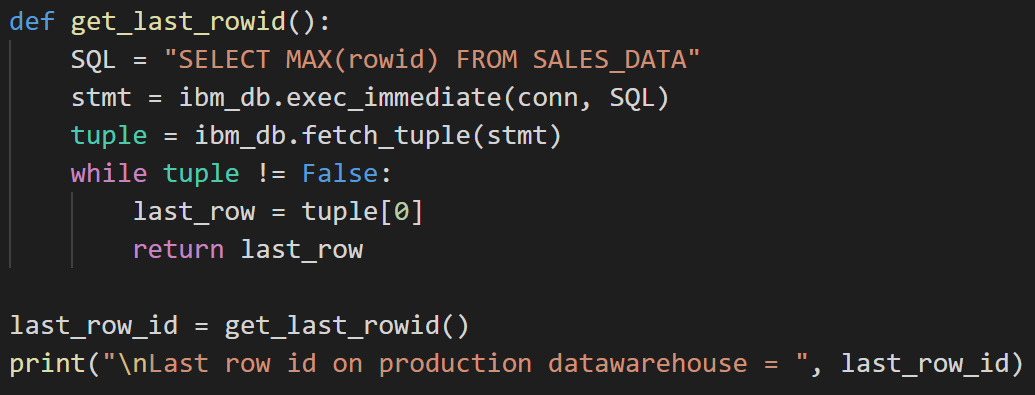 def get_last_rowid():
    SQL = "SELECT MAX(rowid) FROM SALES_DATA"
    stmt = ibm_db.exec_immediate(conn, SQL)
    tuple = ibm_db.fetch_tuple(stmt)
    while tuple != False:
        last_row = tuple[0]
        return last_row
last_row_id = get_last_rowid()
print("\nLast row id on production datawarehouse = ", last_row_id)